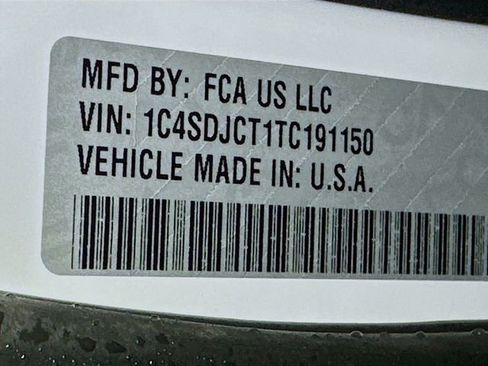 MFD BY: FCA US LLC
VIN: 1C4SDJCT1TC191150
VEHICLE MADE IN: U.S.A.